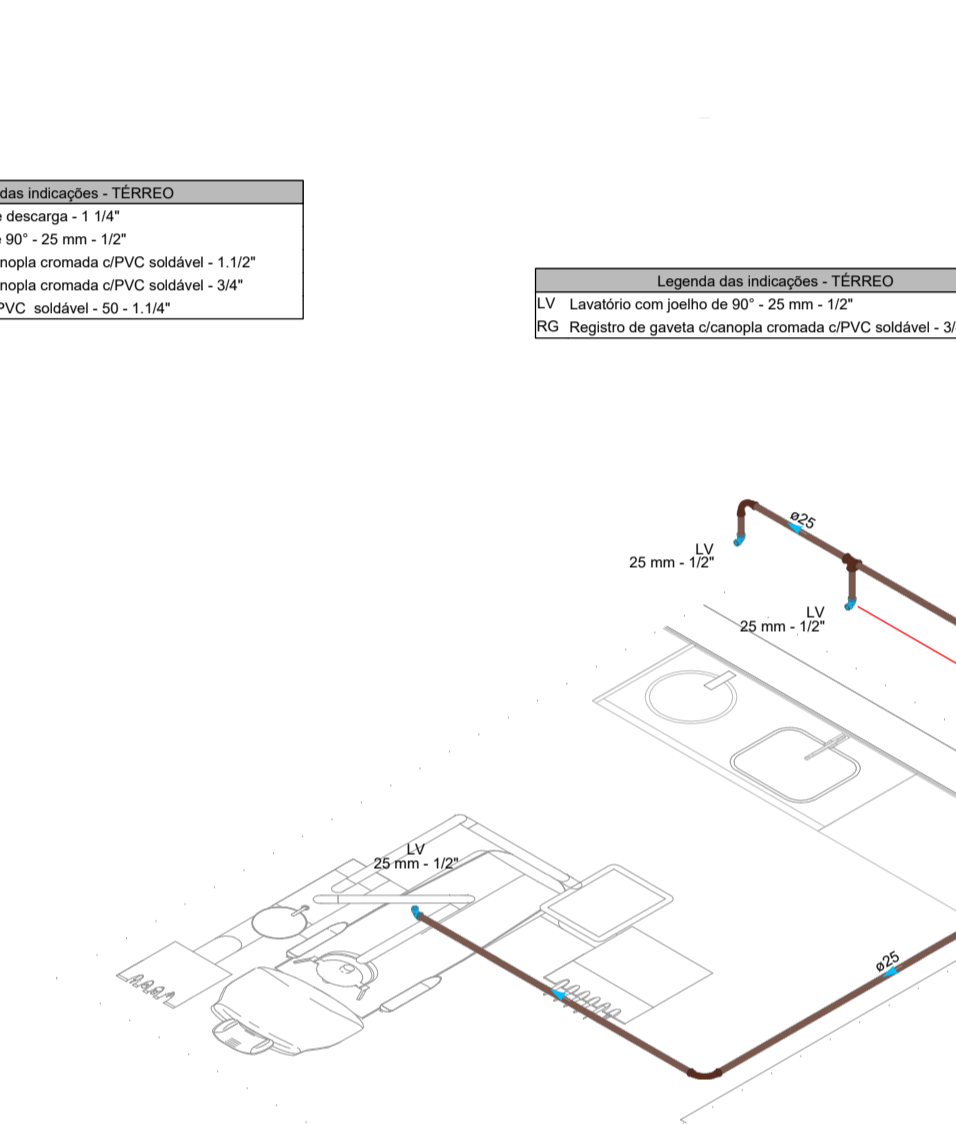 das indicações - TÉRREO
descarga - 1 1/4"
90° - 25 mm - 1/2"
nopla cromada c/PVC soldável - 1.1/2"
nopla cromada c/PVC soldável - 3/4"
PVC soldável - 50 - 1.1/4"
Legenda das indicações - TÉRREO
LV Lavatório com joelho de 90° - 25 mm - 1/2"
RG Registro de gaveta c/canopla cromada c/PVC soldável - 3/
ø25
LV
25 mm - 1/2"
LV
25 mm - 1/2"
LV
25 mm - 1/2"
ø25